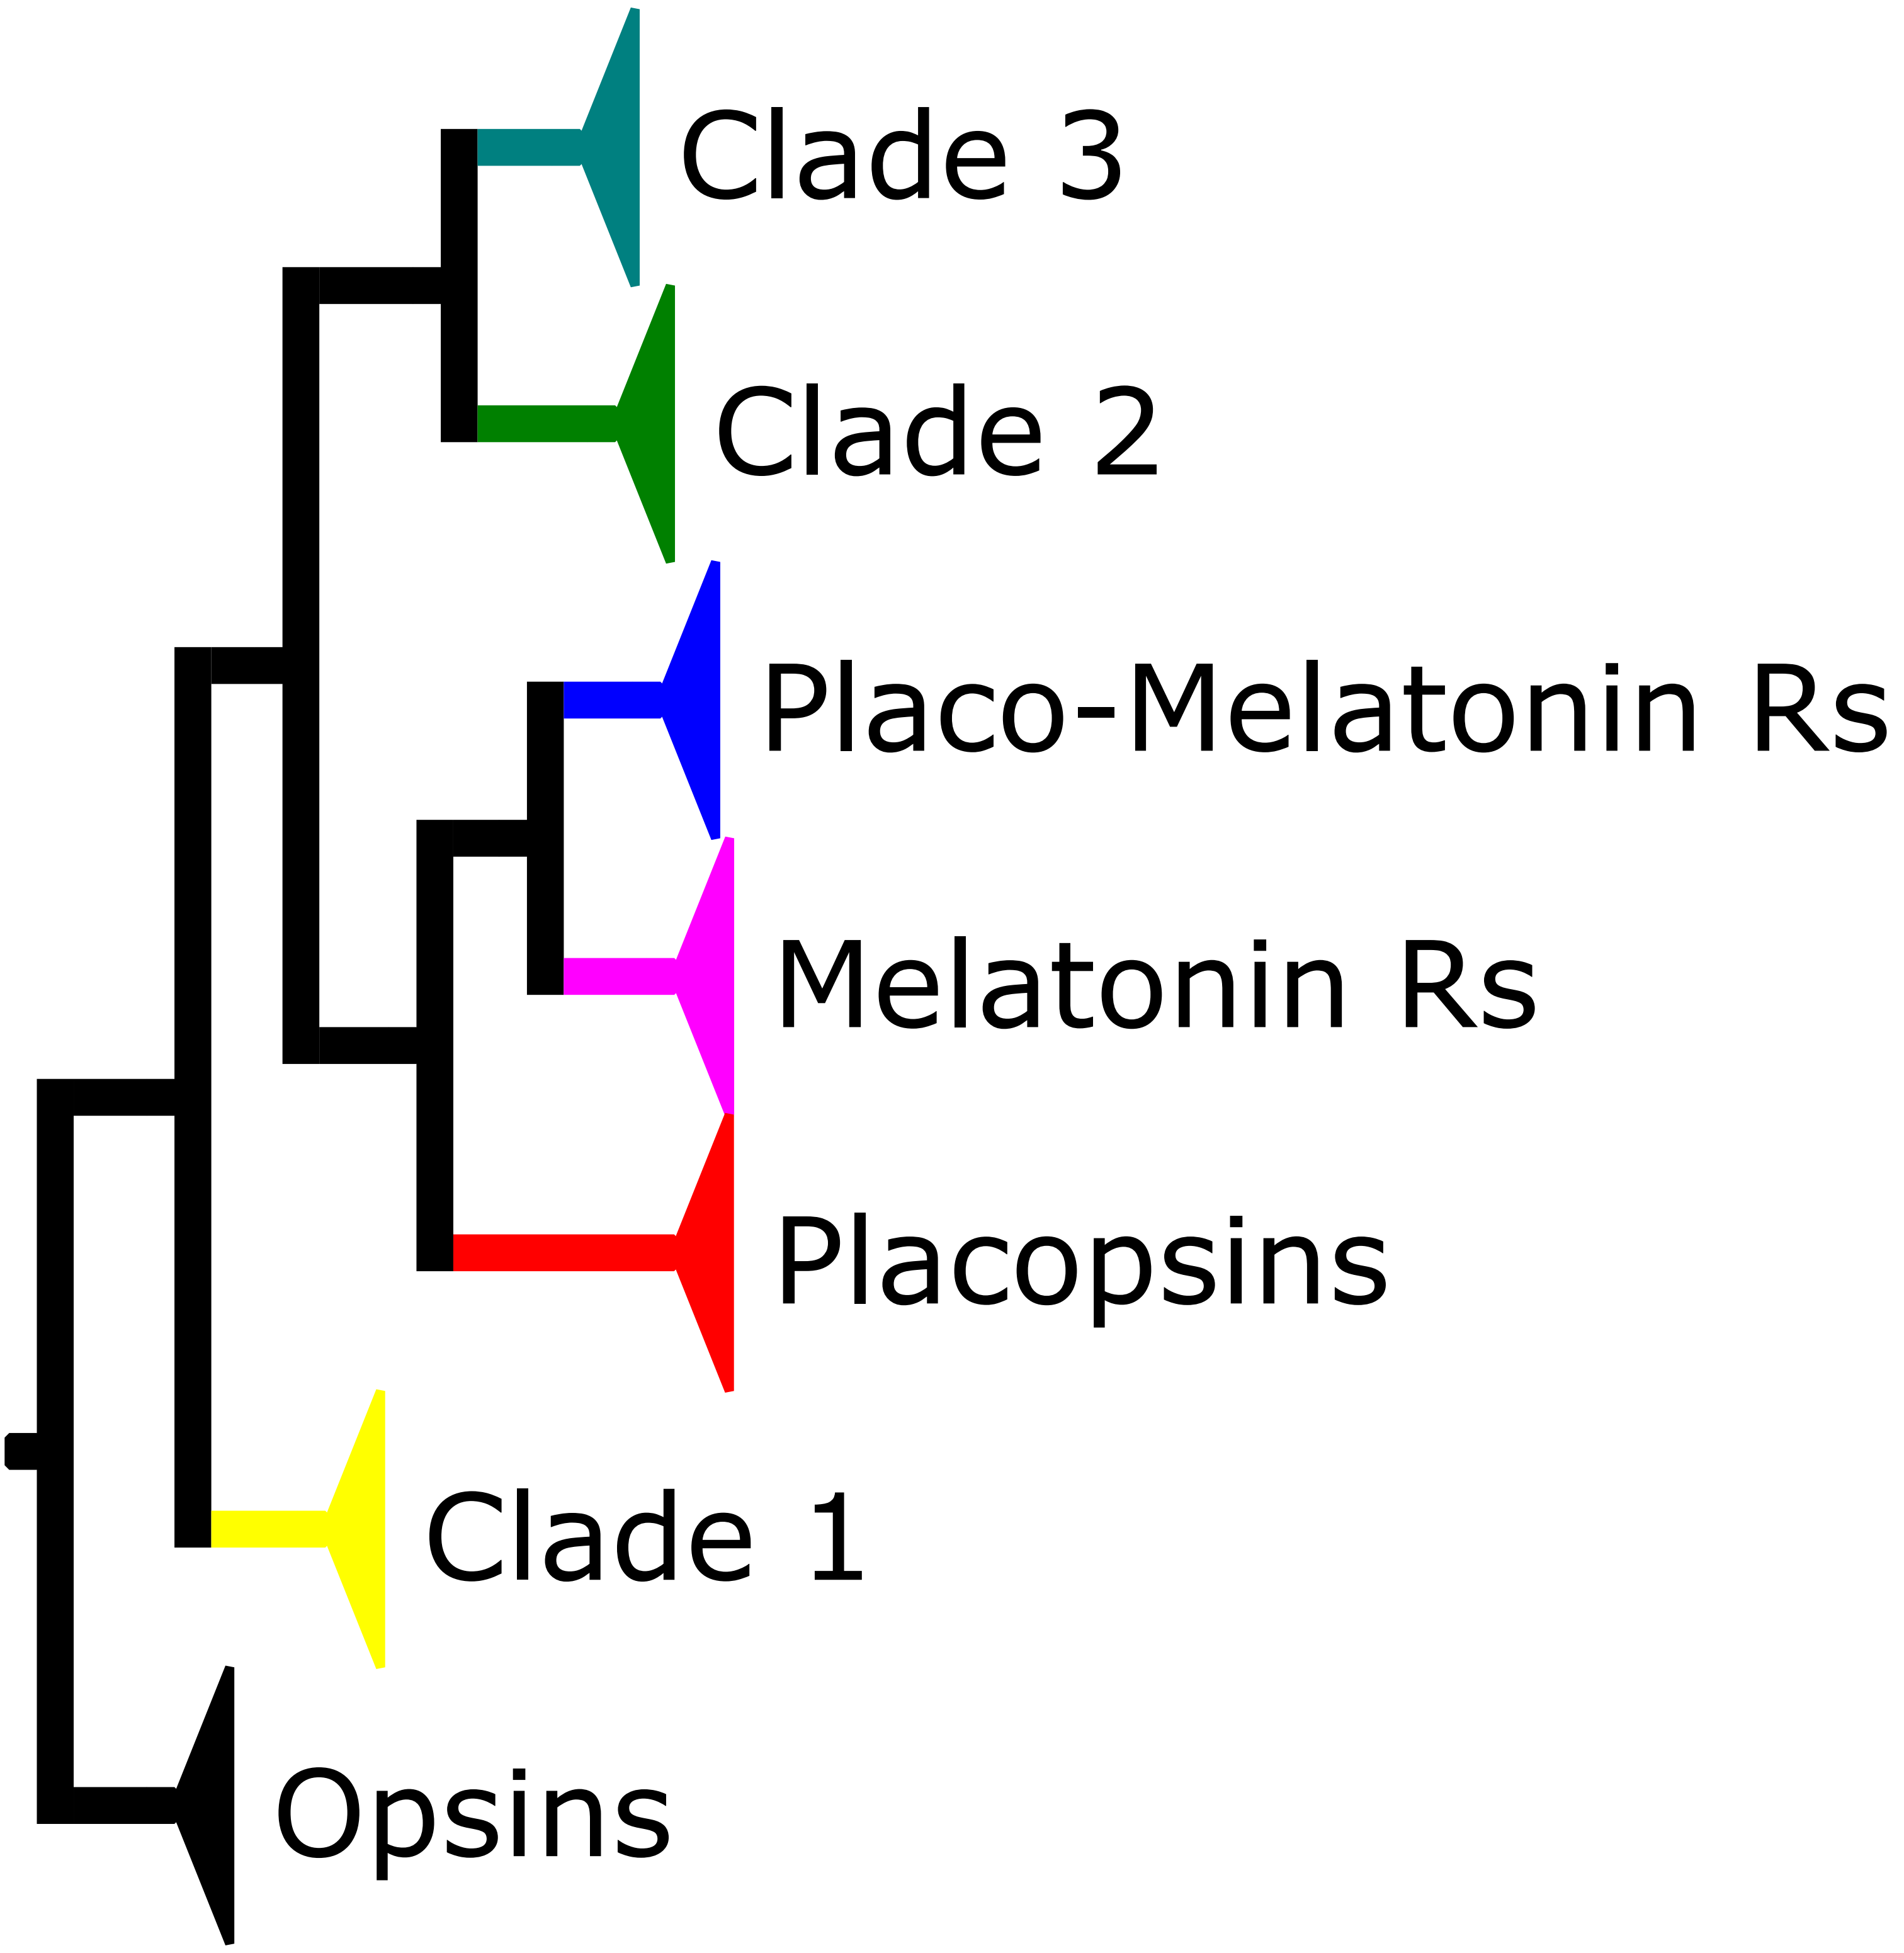 Clade 3
Clade 2
Placo-Melatonin Rs
Melatonin Rs
Placopsins
Clade 1
Opsins